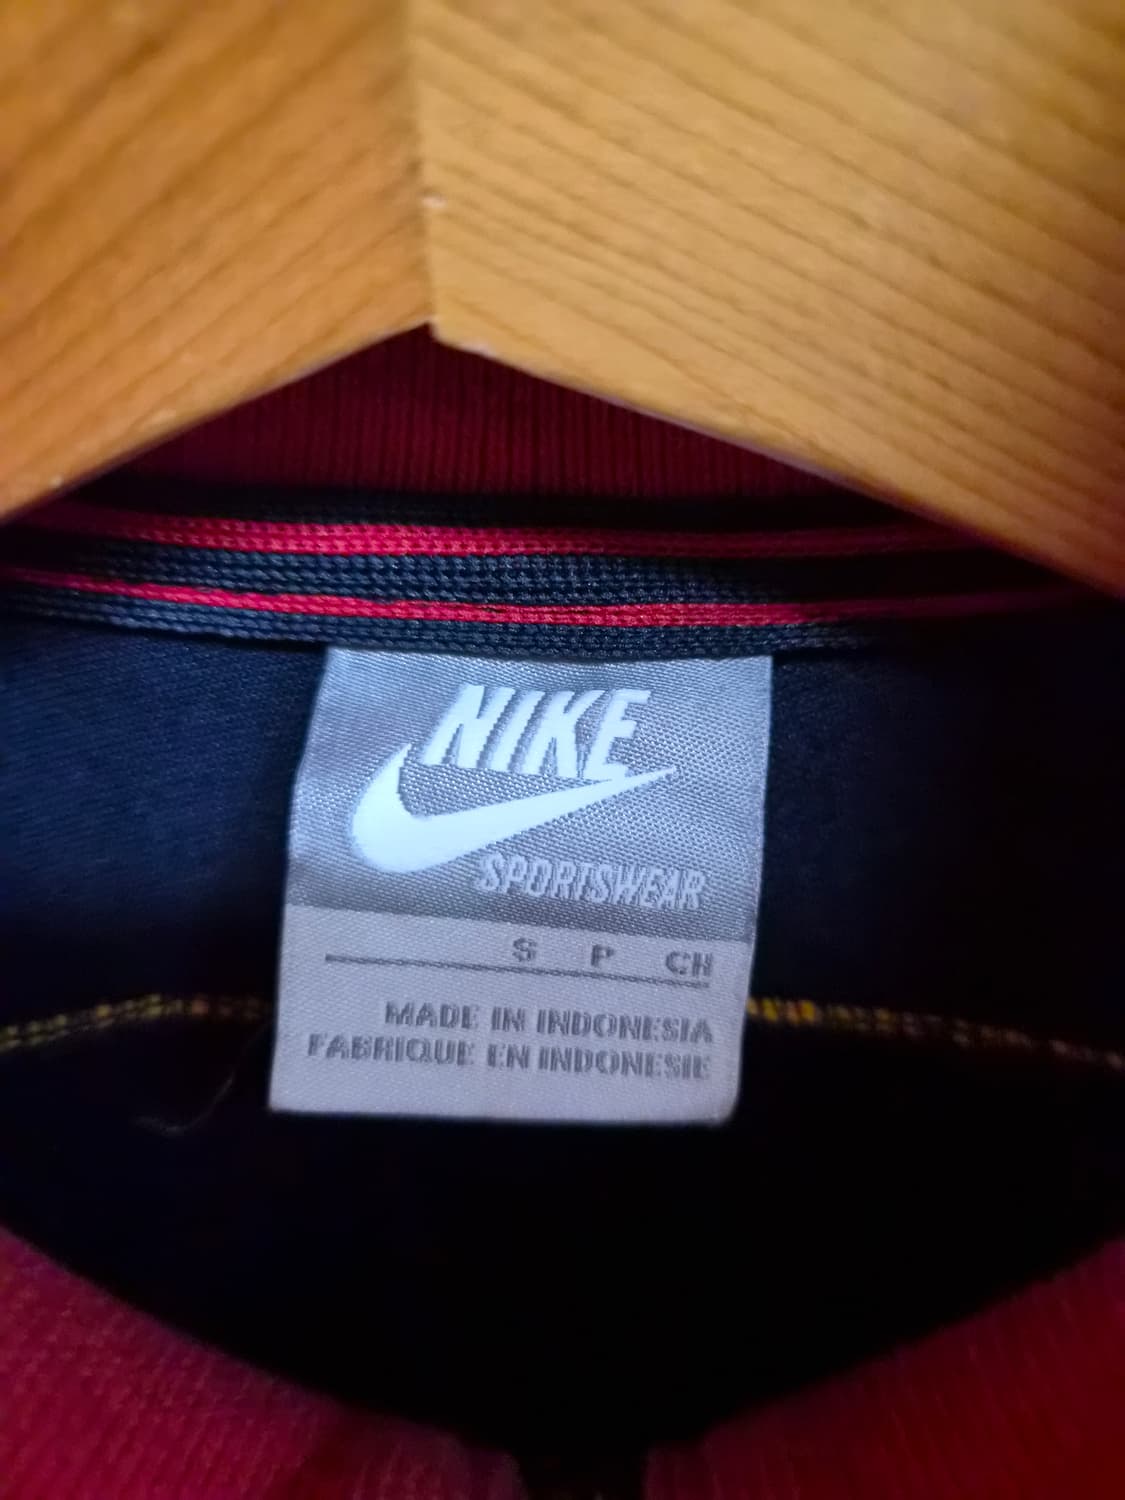 NIKE
SPORTSWEAR
S P CH
MADE IN INDONESIA
FABRIQUE EN INDONESIE